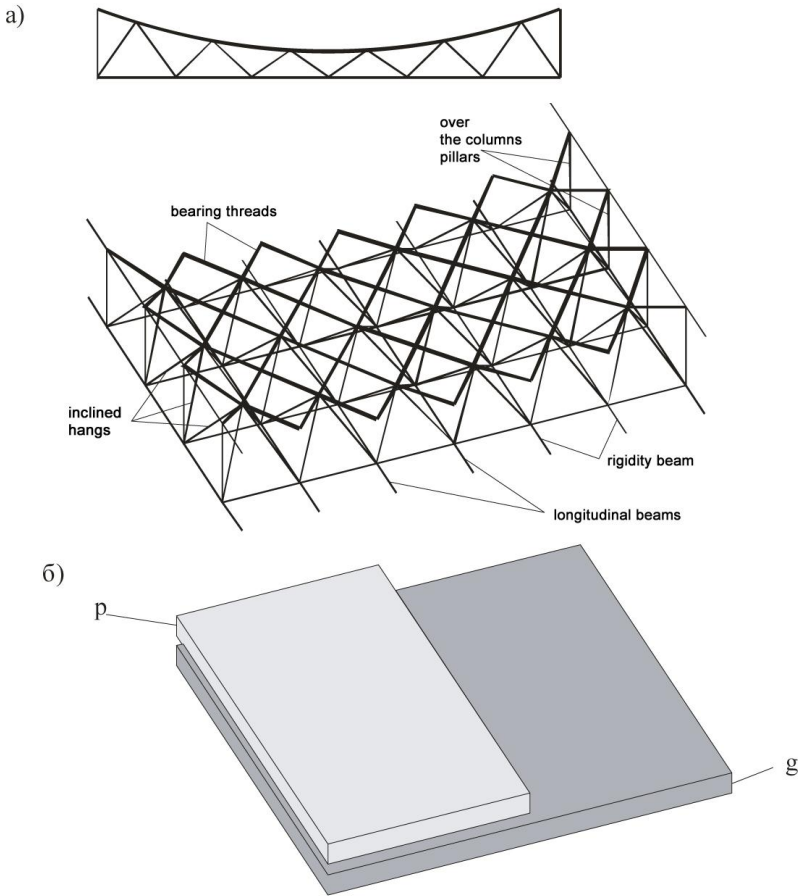 а)
over
the columns
pillars
bearing threads
inclined
hangs
rigidity beam
longitudinal beams
б)
p
g